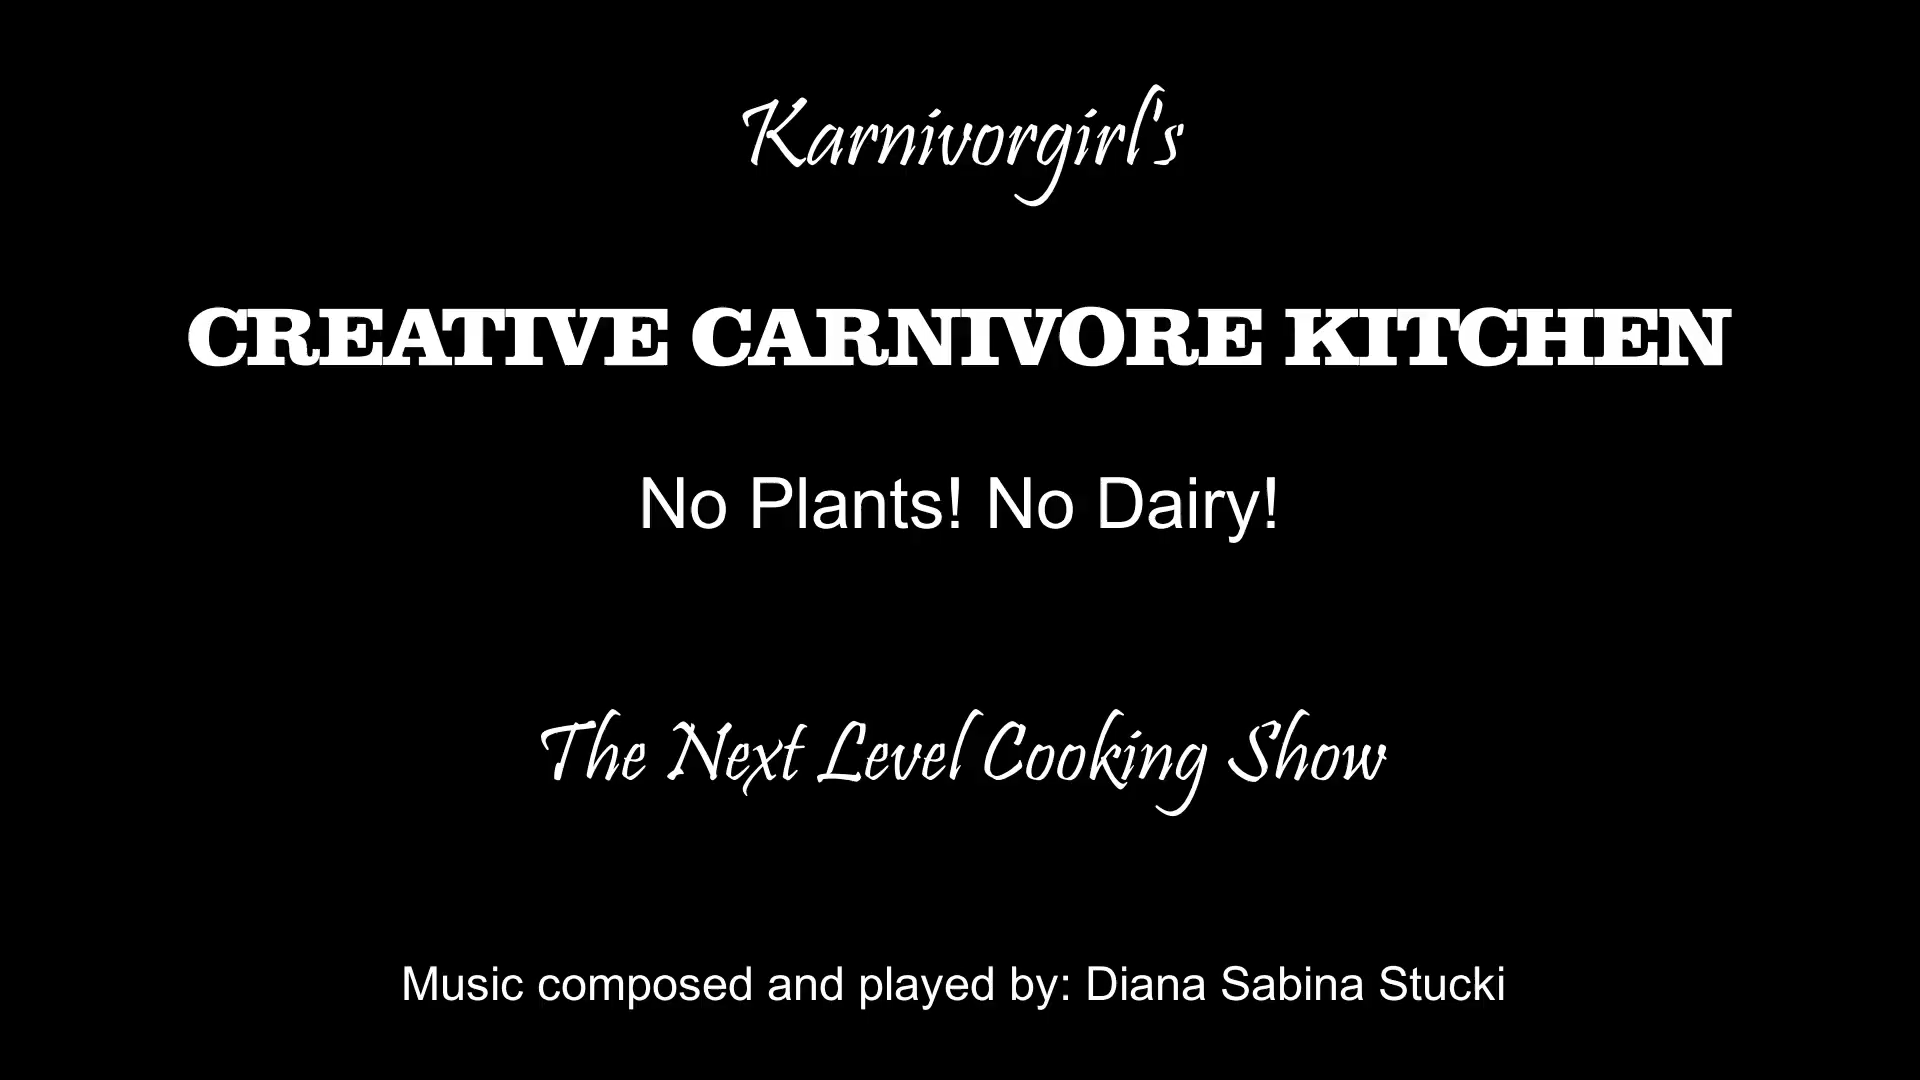 Karnivorgirl's
CREATIVE CARNIVORE KITCHEN
No Plants! No Dairy!
The Next Level Cooking Show
Music composed and played by: Diana Sabina Stucki